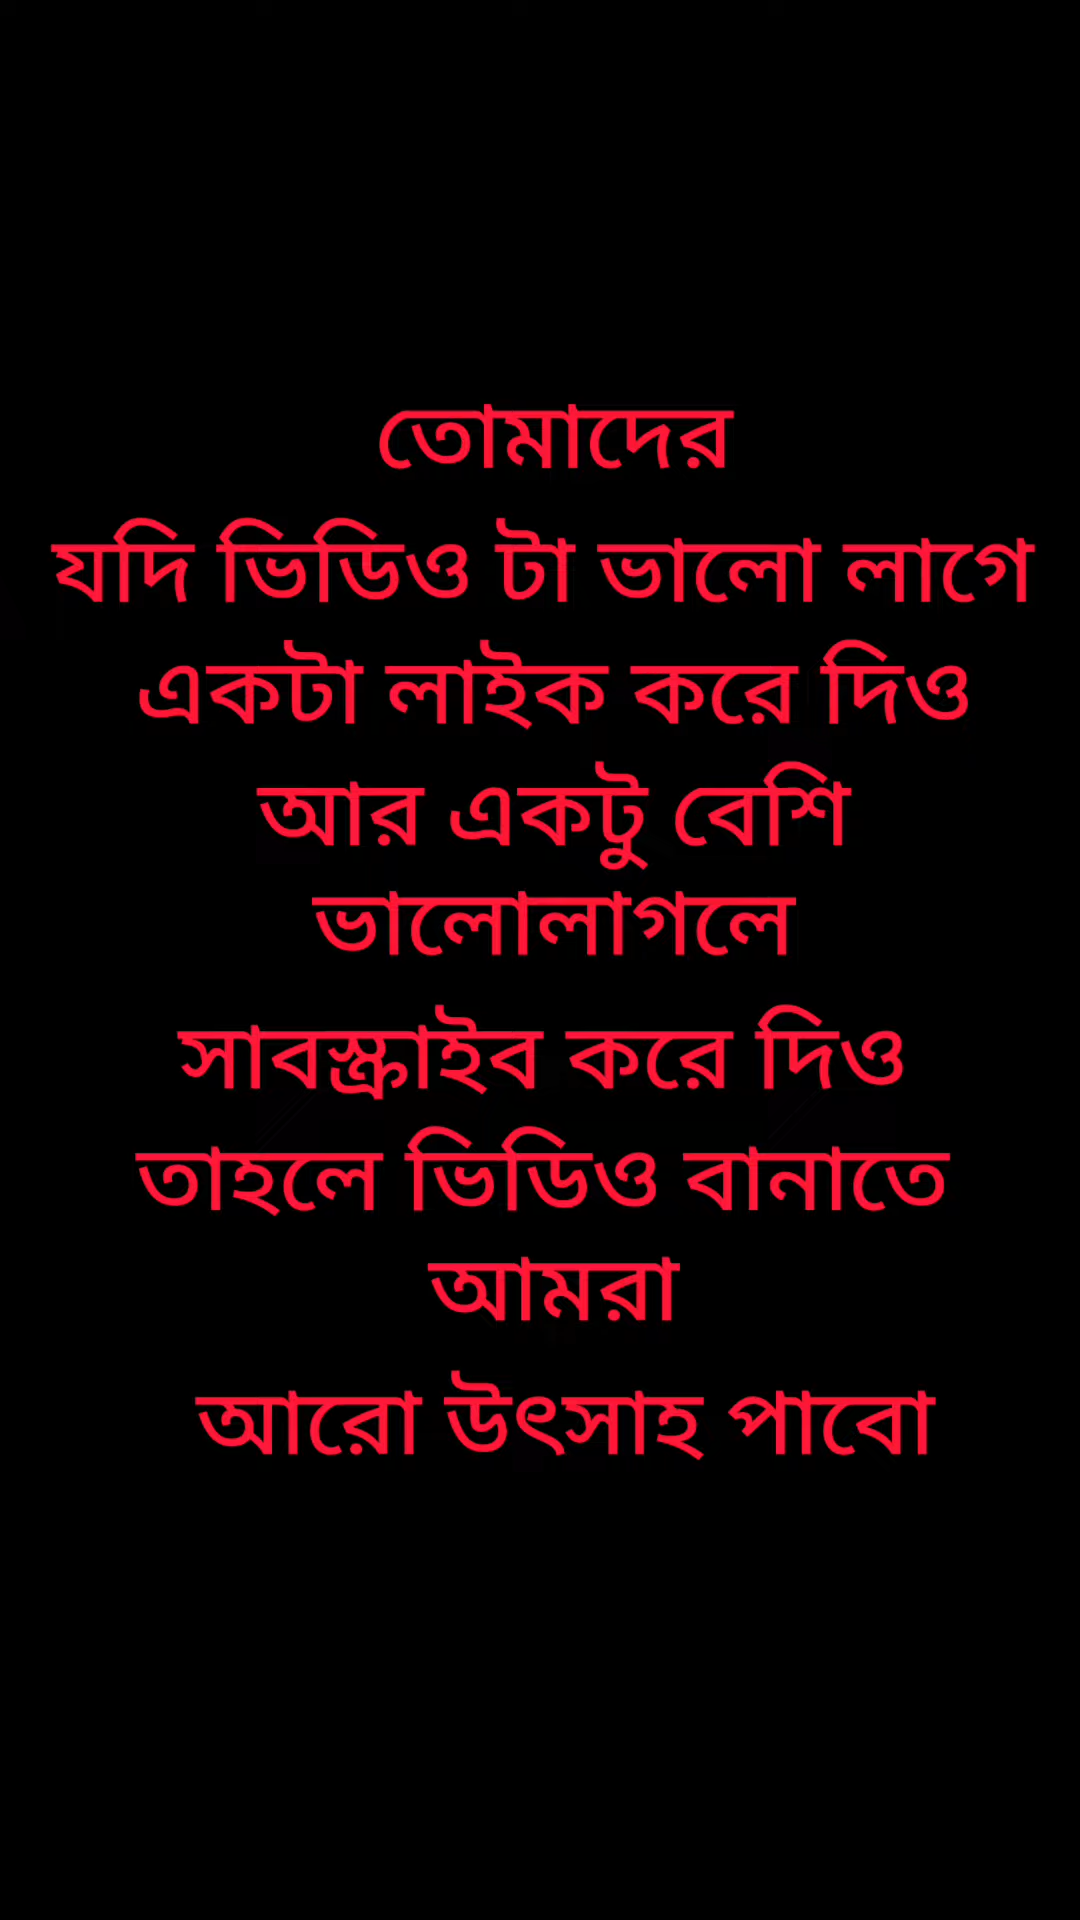 তোমাদের
যদি ভিডিও টা ভালো লাগে
একটা লাইক করে দিও
আর একটু বেশি
ভালোলাগলে
সাবস্ক্রাইব করে দিও
তাহলে ভিডিও বানাতে
আমরা
আরো উৎসাহ পাবো